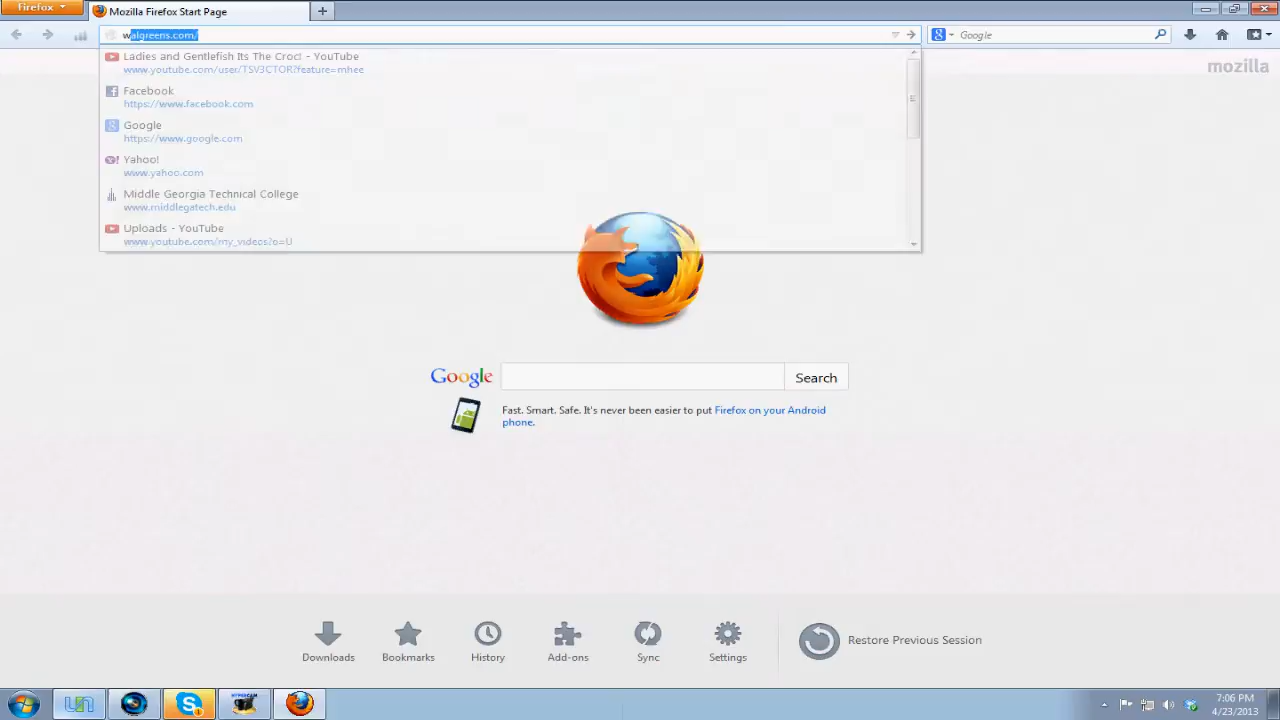 Firefox
Mozilla Firefox Start Page
walgreens.com/
Google
mozilla
Ladies and Gentlefish Its The Croc! - YouTube
www.youtube.com/user/TSV3CTOR?feature=mhee
Facebook
https://www.facebook.com
Google
https://www.google.com
Yahoo!
www.yahoo.com
Middle Georgia Technical College
www.middlegatech.edu
Uploads - YouTube
www.youtube.com/my_videos?o=U
Google
Search
Fast. Smart. Safe. It's never been easier to put Firefox on your Android
phone.
Downloads
Bookmarks
History
Add-ons
Sync
Settings
Restore Previous Session
HYPERCAM
7:06 PM
4/23/2013